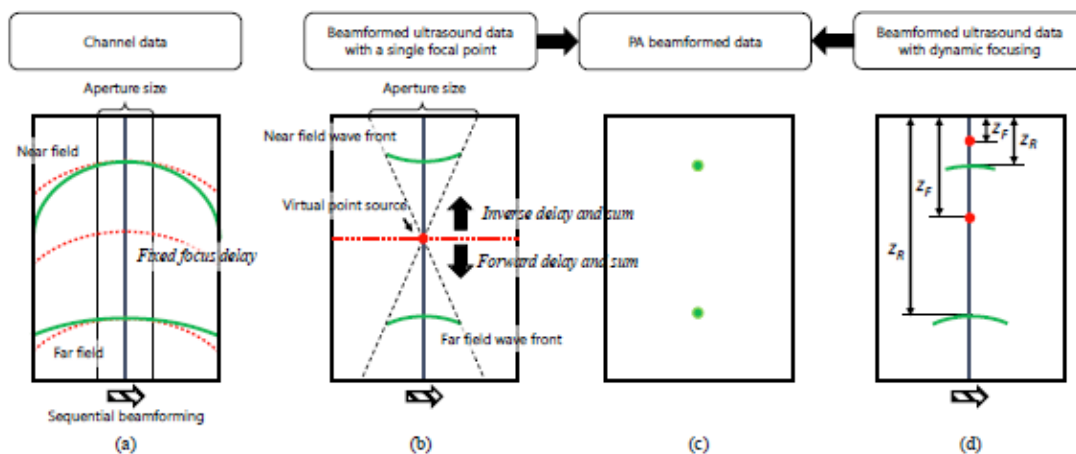 Channel data
Beamformed ultrasound data
with a single focal point
PA beamformed data
Beamformed ultrasound data
with dynamic focusing
Aperture size
Near field
Fixed focus delay
Far field
Sequential beamforming
Aperture size
Near field wave front
Virtual point source
Inverse delay and sum
Forward delay and sum
Far field wave front
z_F
z_R
z_F
z_R
(a)
(b)
(c)
(d)